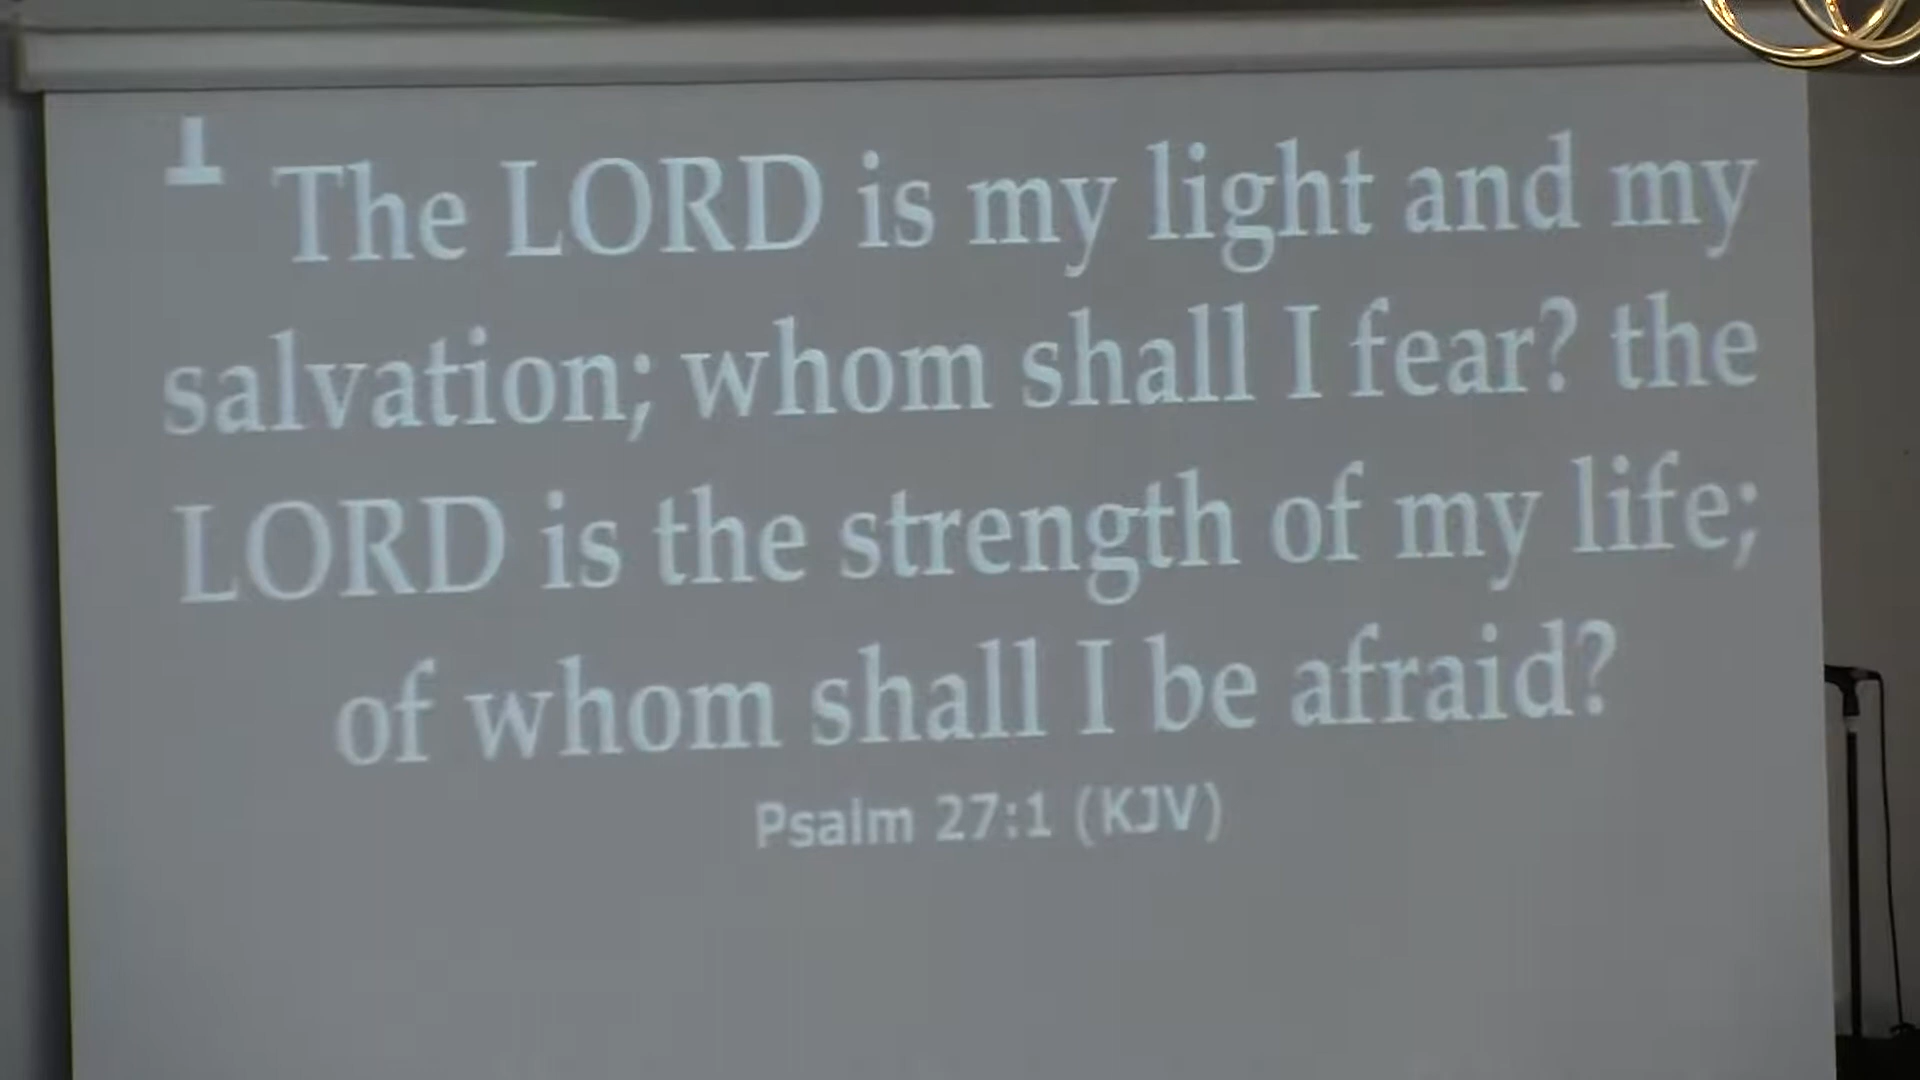 1 The LORD is my light and my
salvation; whom shall I fear? the
LORD is the strength of my life;
of whom shall I be afraid?
Psalm 27:1 (KJV)